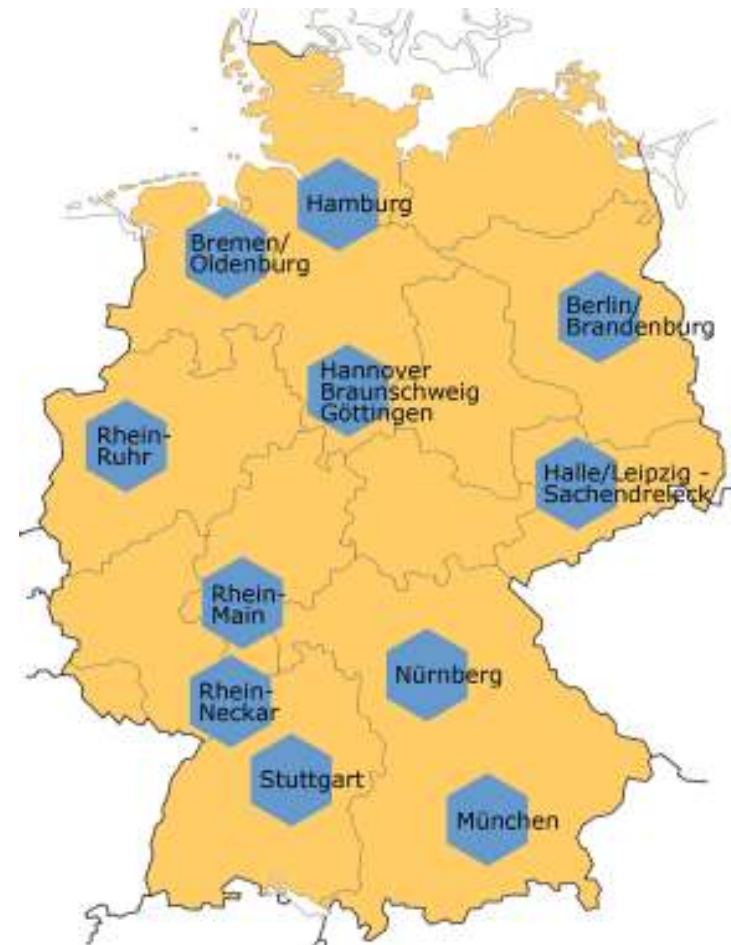 Hamburg
Bremen/
Oldenburg
Berlin/
Brandenburg
Hannover
Braunschweig
Göttingen
Rhein-
Ruhr
Halle/Leipzig -
Sachendreleck
Rhein-
Main
Nürnberg
Rhein-
Neckar
Stuttgart
München